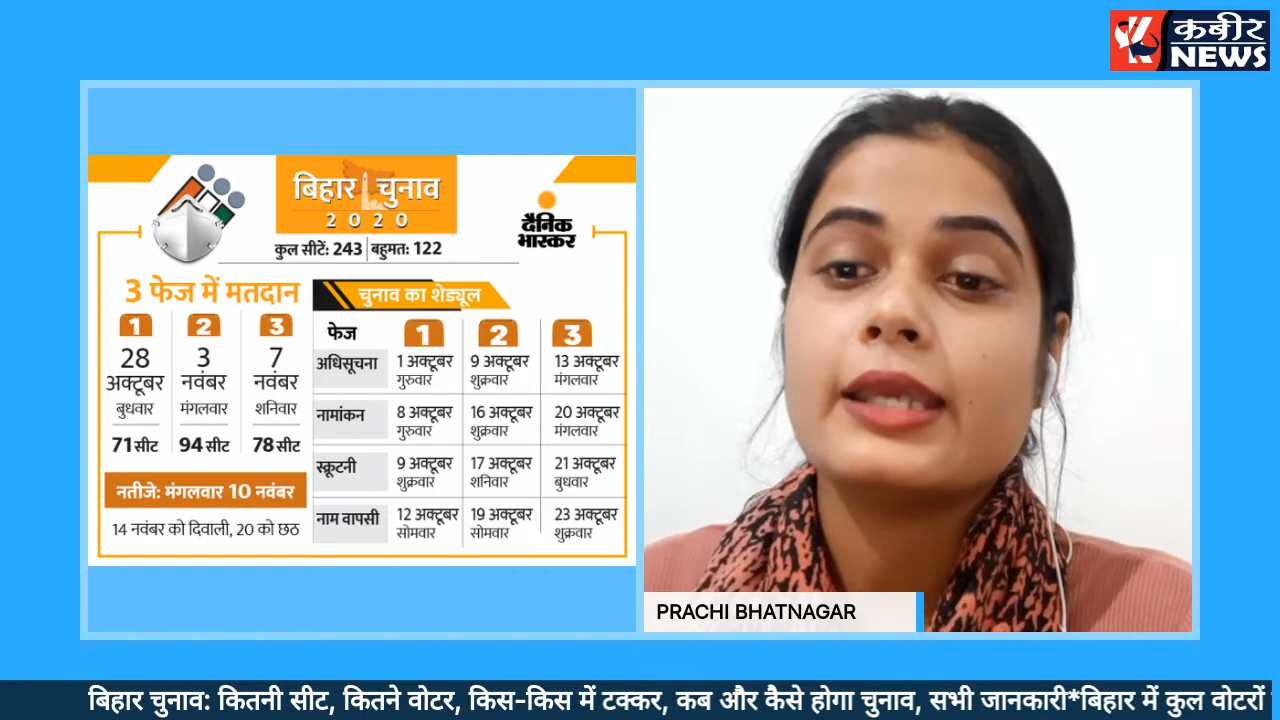 कबीर
NEWS
बिहार चुनाव
2020
कुल सीटें: 243 | बहुमत: 122
दैनिक
भास्कर
3 फेज में मतदान
1 2 3
28 3 7
अक्टूबर नवंबर नवंबर
बुधवार मंगलवार शनिवार
71 सीट 94 सीट 78 सीट
नतीजे: मंगलवार 10 नवंबर
14 नवंबर को दिवाली, 20 को छठ
चुनाव का शेड्यूल
फेज 1 2 3
अधिसूचना 1 अक्टूबर 9 अक्टूबर 13 अक्टूबर
गुरुवार शुक्रवार मंगलवार
नामांकन 8 अक्टूबर 16 अक्टूबर 20 अक्टूबर
गुरुवार शुक्रवार मंगलवार
स्क्रूटनी 9 अक्टूबर 17 अक्टूबर 21 अक्टूबर
शुक्रवार शनिवार बुधवार
नाम वापसी 12 अक्टूबर 19 अक्टूबर 23 अक्टूबर
सोमवार सोमवार शुक्रवार
PRACHI BHATNAGAR
बिहार चुनाव: कितनी सीट, कितने वोटर, किस-किस में टक्कर, कब और कैसे होगा चुनाव, सभी जानकारी*बिहार में कुल वोटरों